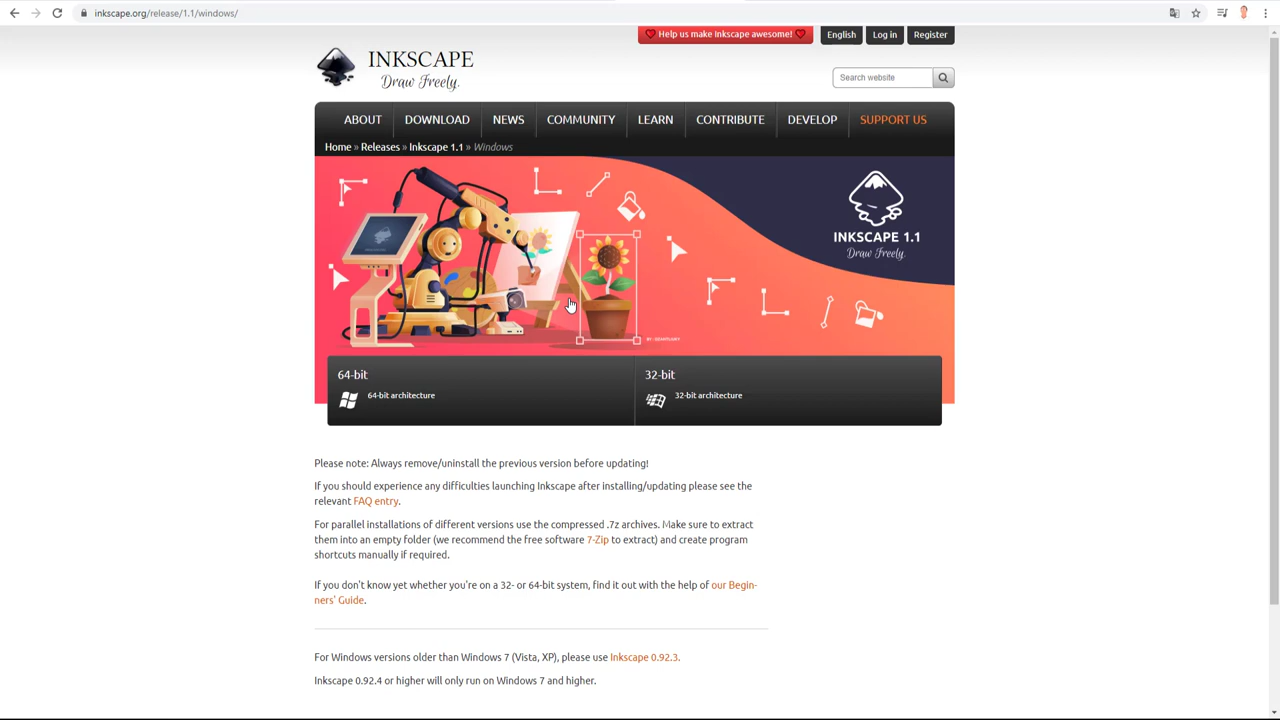 inkscape.org/release/1.1/windows/
Help us make Inkscape awesome!
English
Log in
Register
INKSCAPE
Draw Freely.
Search website
ABOUT
DOWNLOAD
NEWS
COMMUNITY
LEARN
CONTRIBUTE
DEVELOP
SUPPORT US
Home » Releases » Inkscape 1.1 » Windows
INKSCAPE 1.1
Draw Freely.
64-bit
64-bit architecture
32-bit
32-bit architecture
Please note: Always remove/uninstall the previous version before updating!
If you should experience any difficulties launching Inkscape after installing/updating please see the
relevant FAQ entry.
For parallel installations of different versions use the compressed .7z archives. Make sure to extract
them into an empty folder (we recommend the free software 7-Zip to extract) and create program
shortcuts manually if required.
If you don't know yet whether you're on a 32- or 64-bit system, find it out with the help of our Begin-
ners' Guide.
For Windows versions older than Windows 7 (Vista, XP), please use Inkscape 0.92.3.
Inkscape 0.92.4 or higher will only run on Windows 7 and higher.